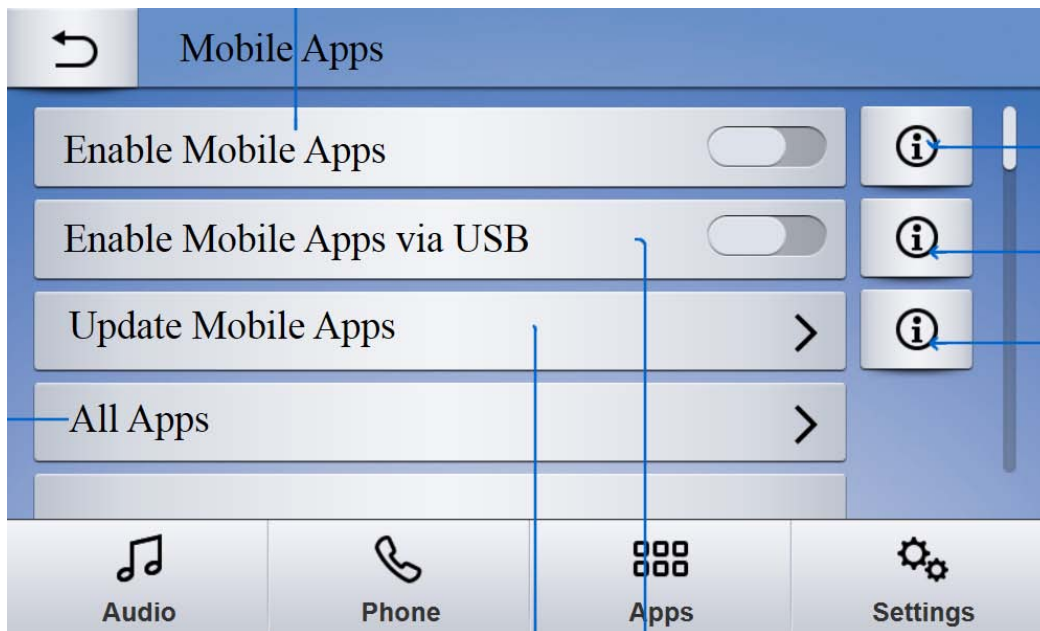 Mobile Apps
Enable Mobile Apps
Enable Mobile Apps via USB
Update Mobile Apps
All Apps
Audio Phone Apps Settings